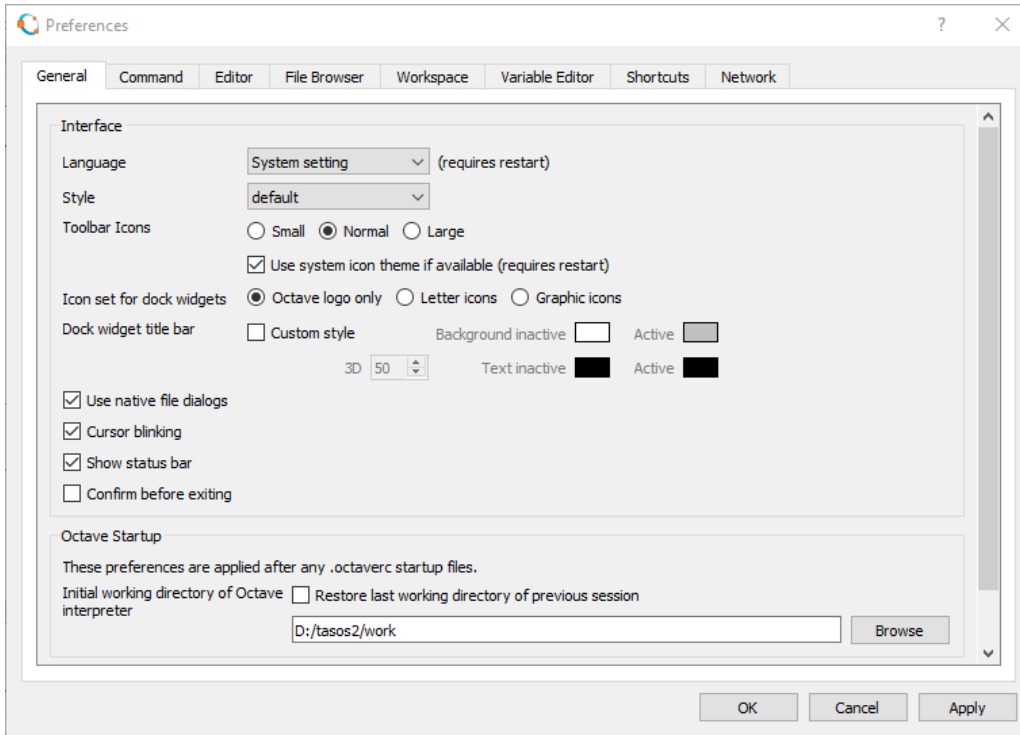 Preferences
?
General Command Editor File Browser Workspace Variable Editor Shortcuts Network
Interface
Language System setting (requires restart)
Style default
Toolbar Icons Small Normal Large
Use system icon theme if available (requires restart)
Icon set for dock widgets Octave logo only Letter icons Graphic icons
Dock widget title bar Custom style Background inactive Active
3D 50 Text inactive Active
Use native file dialogs
Cursor blinking
Show status bar
Confirm before exiting
Octave Startup
These preferences are applied after any .octaverc startup files.
Initial working directory of Octave Restore last working directory of previous session
interpreter
D:/tasos2/work Browse
OK Cancel Apply